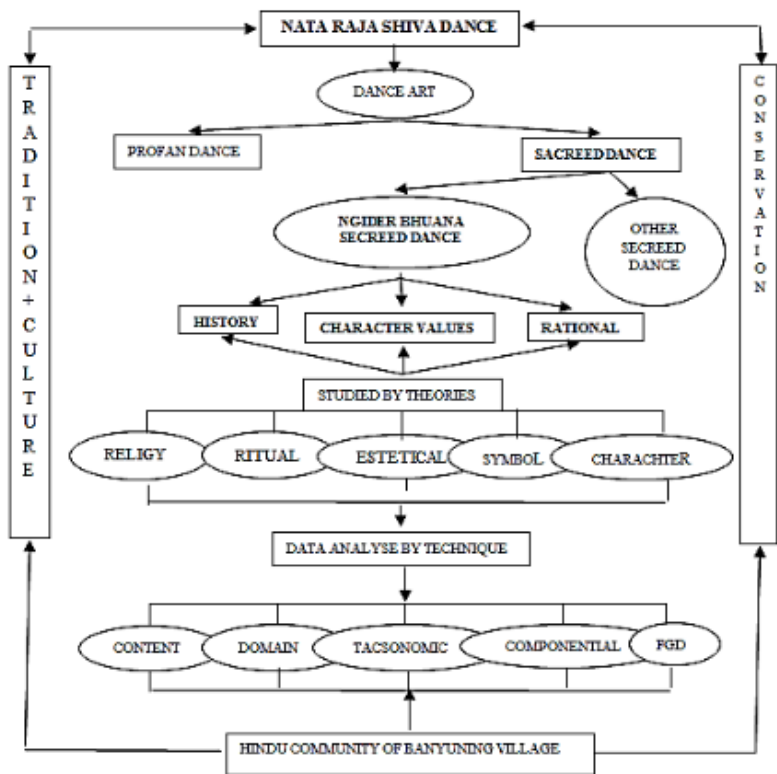 NATA RAJA SHIVA DANCE
TRADITION+CULTURE
CONSERVATION
DANCE ART
PROFAN DANCE
SACREED DANCE
NGIDER BHUANA
SECREED DANCE
OTHER
SECREED
DANCE
HISTORY
CHARACTER VALUES
RATIONAL
STUDIED BY THEORIES
RELIGY
RITUAL
ESTETICAL
SYMBOL
CHARACHTER
DATA ANALYSE BY TECHNIQUE
CONTENT
DOMAIN
TACSONOMIC
COMPONENTIAL
FGD
HINDU COMMUNITY OF BANYUNING VILLAGE